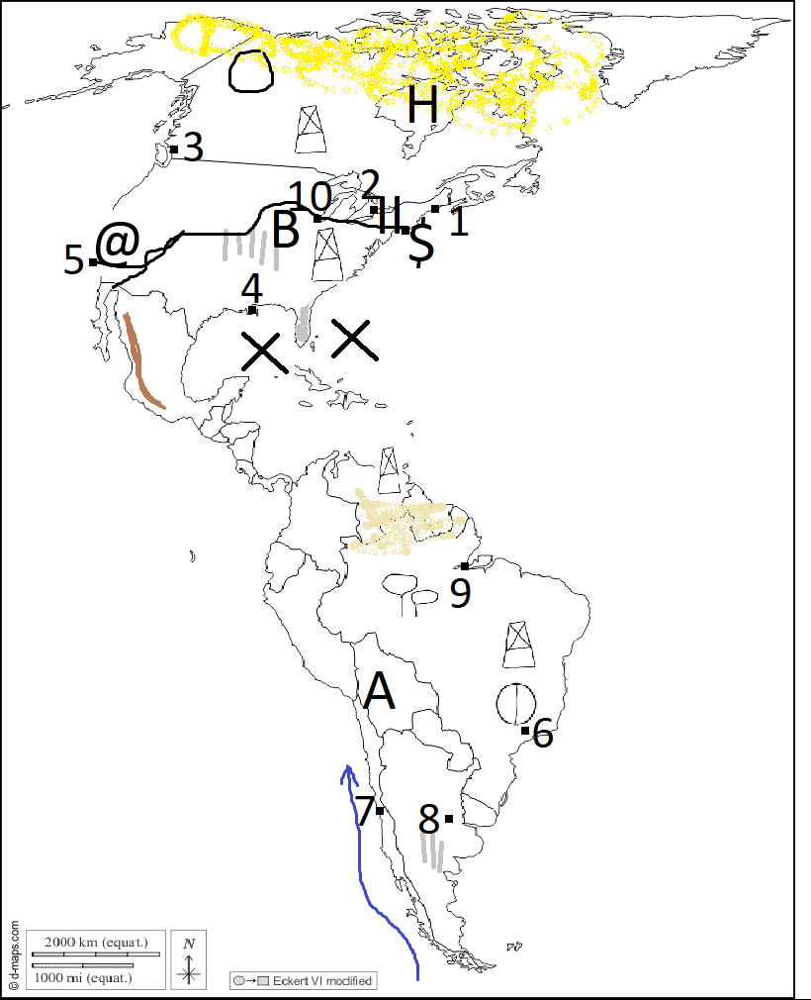 H
3
2
10
II
1
B
$
@
5
4
9
A
6
7
8
© d-maps.com
2000 km (equat.)
1000 mi (equat.)
N
Eckert VI modified